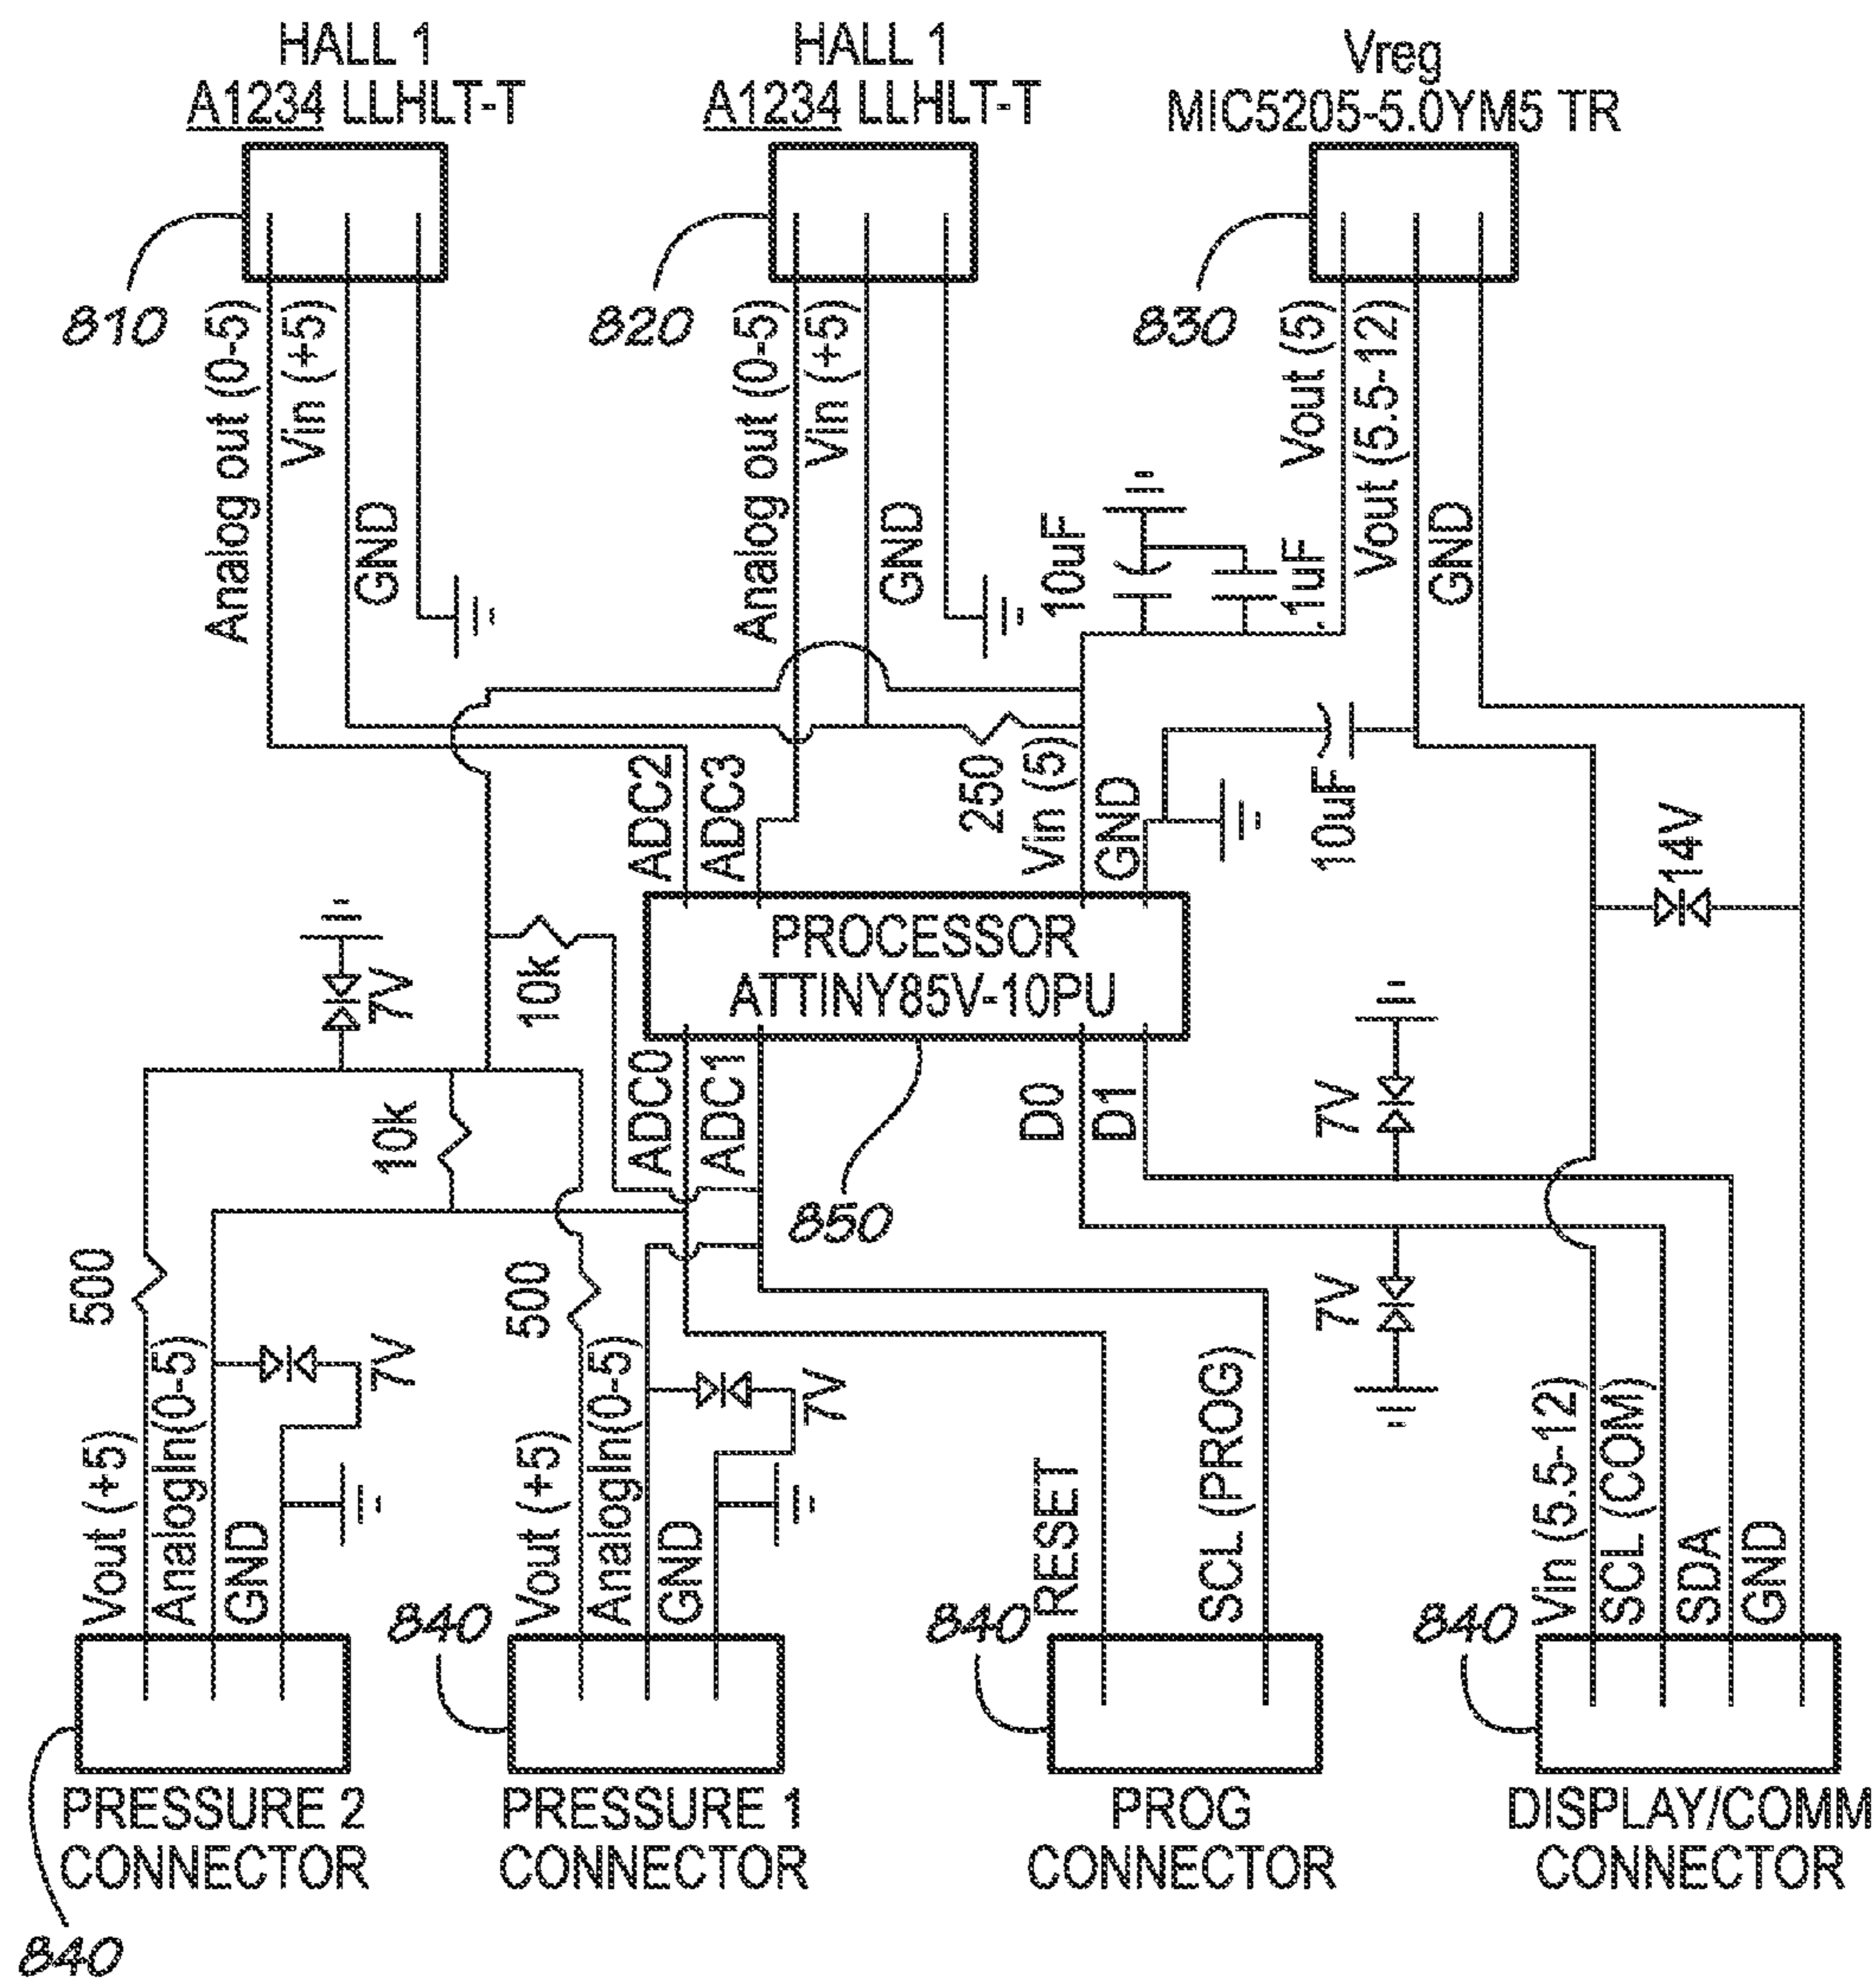 HALL 1
A1234 LLHLT-T
HALL 1
A1234 LLHLT-T
Vreg
MIC5205-5.0YM5 TR
810
820
830
Analog out (0-5)
Vin (+5)
GND
Analog out (0-5)
Vin (+5)
GND
Vout (5)
Vout (5.5-12)
GND
10uF
.1uF
250
10uF
14V
ADC2
ADC3
Vin (5)
GND
PROCESSOR
ATTINY85V-10PU
7V
10k
10k
ADC0
ADC1
D0
D1
850
7V
7V
500
500
7V
7V
Vout (+5)
AnalogIn(0-5)
GND
Vout (+5)
AnalogIn(0-5)
GND
RESET
SCL (PROG)
Vin (5.5-12)
SCL (COM)
SDA
GND
840
840
840
PRESSURE 2
CONNECTOR
PRESSURE 1
CONNECTOR
PROG
CONNECTOR
DISPLAY/COMM
CONNECTOR
840